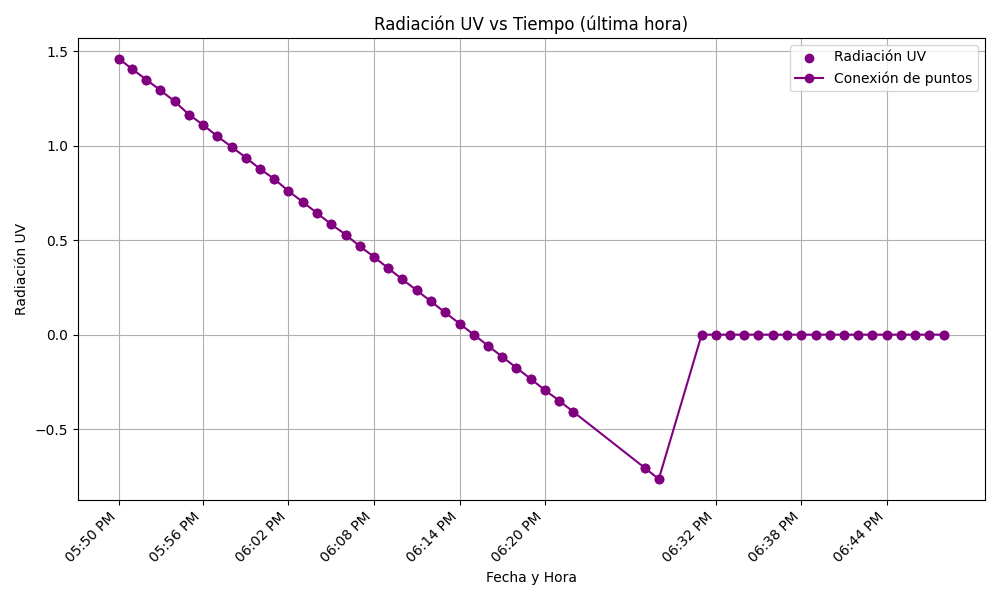 Radiación UV vs Tiempo (última hora)
Radiación UV
Conexión de puntos
Radiación UV
1.5
1.0
0.5
0.0
−0.5
05:50 PM
05:56 PM
06:02 PM
06:08 PM
06:14 PM
06:20 PM
06:32 PM
06:38 PM
06:44 PM
Fecha y Hora